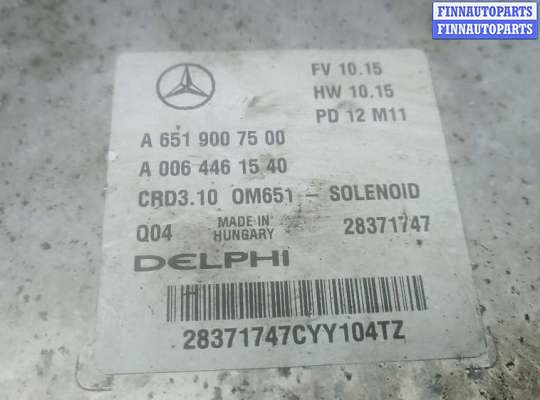 FINNAUTOPARTS
FINNAUTOPARTS
FV 10.15
HW 10.15
PD 12 M11
A 651 900 75 00
A 006 446 15 40
CRD3.10 OM651 - SOLENOID
Q04 MADE IN HUNGARY 28371747
DELPHI
H
28371747CYY104TZ